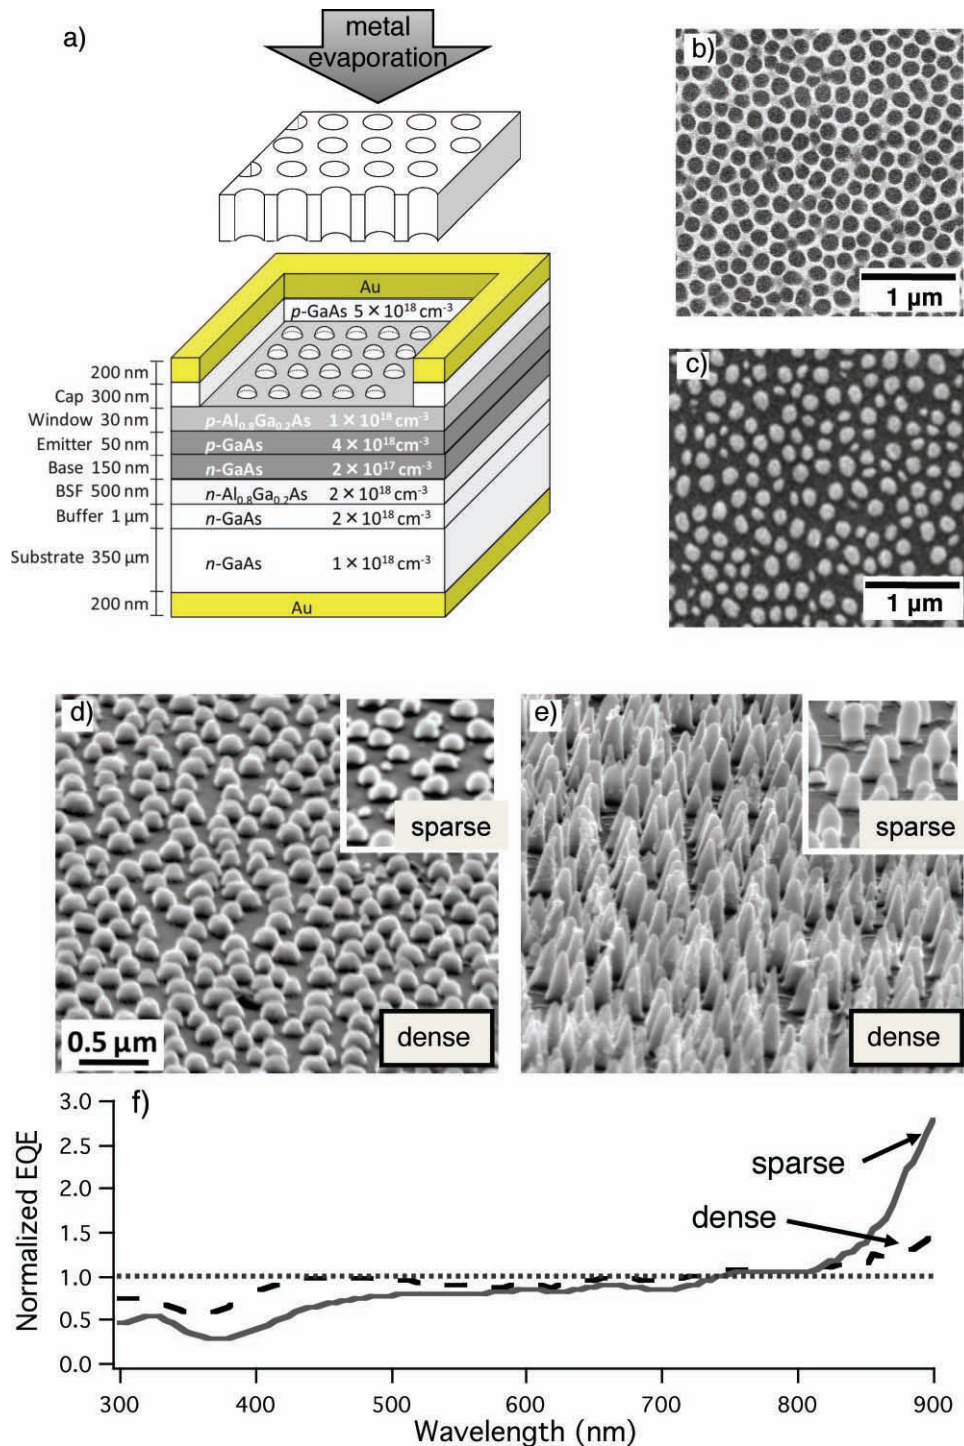 a)
metal
evaporation
Au
p-GaAs 5 × 10¹⁸ cm⁻³
200 nm
Cap 300 nm
Window 30 nm p-Al₀.₈Ga₀.₂As 1 × 10¹⁸ cm⁻³
Emitter 50 nm p-GaAs 4 × 10¹⁸ cm⁻³
Base 150 nm n-GaAs 2 × 10¹⁷ cm⁻³
BSF 500 nm n-Al₀.₈Ga₀.₂As 2 × 10¹⁸ cm⁻³
Buffer 1 µm n-GaAs 2 × 10¹⁸ cm⁻³
Substrate 350 µm n-GaAs 1 × 10¹⁸ cm⁻³
200 nm Au
b)
1 µm
c)
1 µm
d)
sparse
0.5 µm
dense
e)
sparse
dense
f)
Normalized EQE
3.0
2.5
2.0
1.5
1.0
0.5
0.0
sparse
dense
300 400 500 600 700 800 900
Wavelength (nm)